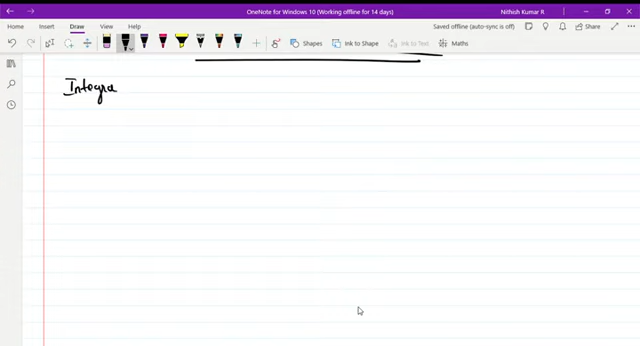 OneNote for Windows 10 (Working offline for 14 days)
Nithish Kumar R
Home Insert Draw View Help
Saved offline (auto-sync is off)
Share
Shapes Ink to Shape Ink to Text Maths
Integra